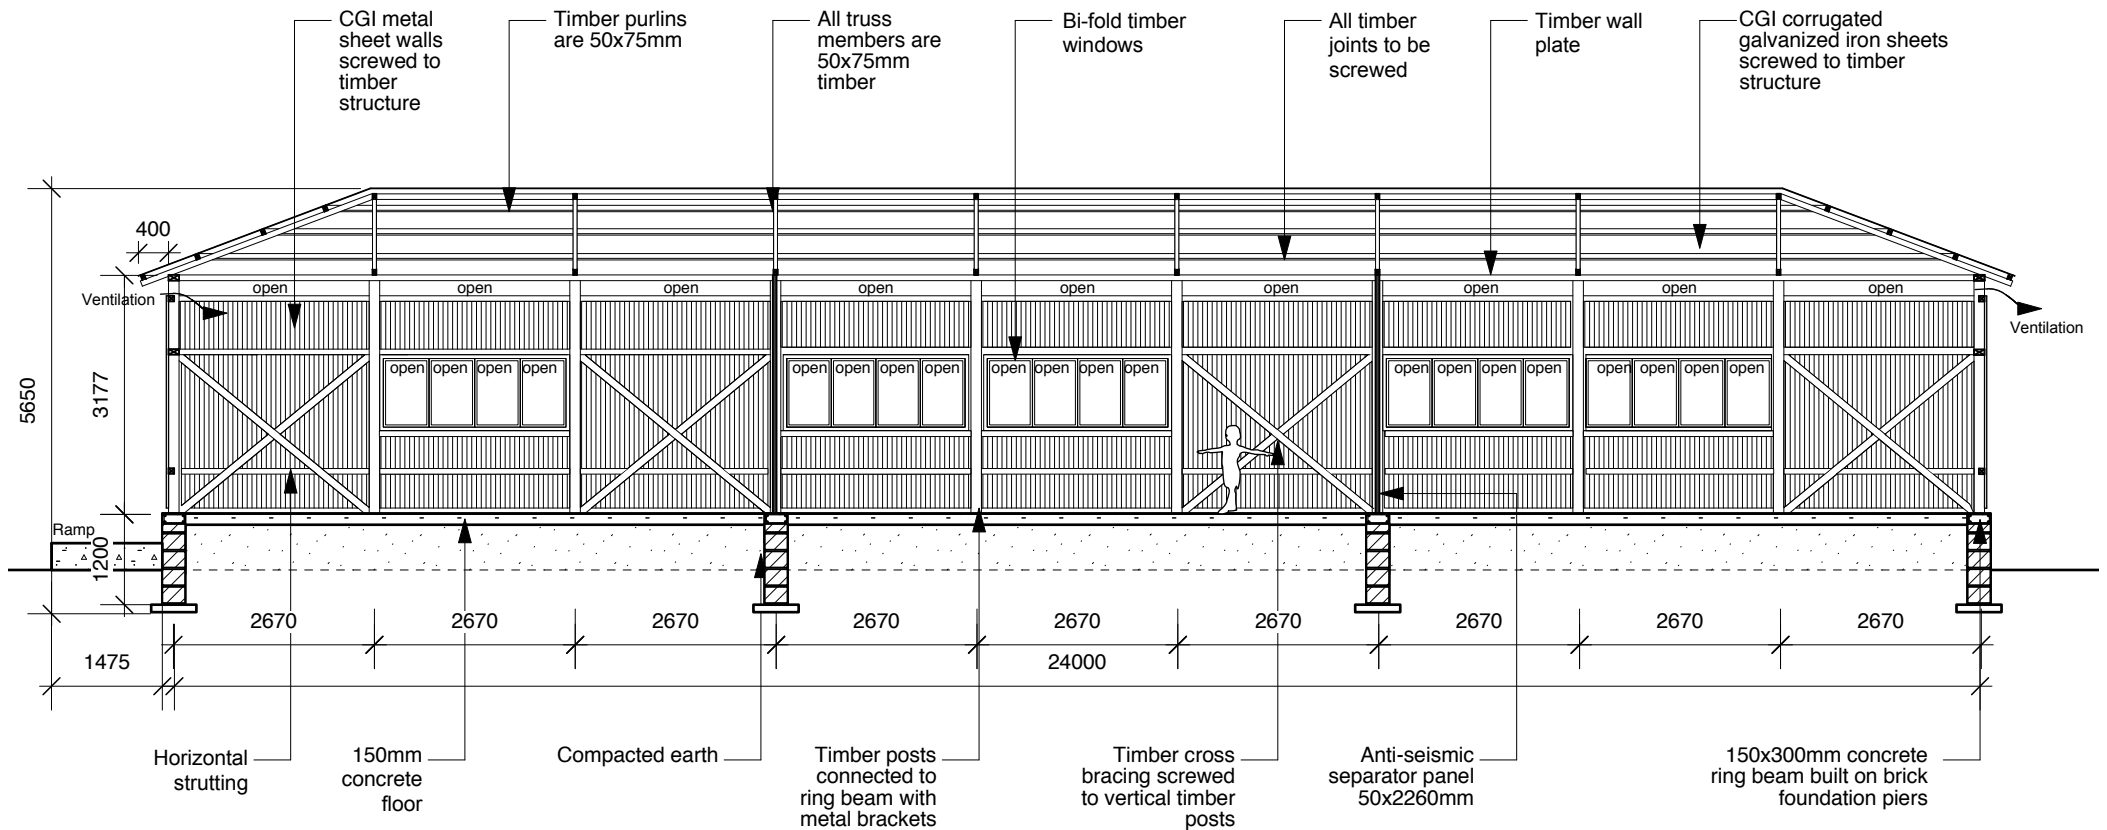 CGI metal
sheet walls
screwed to
timber
structure
Timber purlins
are 50x75mm
All truss
members are
50x75mm
timber
Bi-fold timber
windows
All timber
joints to be
screwed
Timber wall
plate
CGI corrugated
galvanized iron sheets
screwed to timber
structure
400
Ventilation
open open open open open open open open open
Ventilation
5650
3177
open open open open
open open open open
open open open open
open open open open
open open open open
Ramp
1200
2670 2670 2670 2670 2670 2670 2670 2670 2670
1475
24000
Horizontal
strutting
150mm
concrete
floor
Compacted earth
Timber posts
connected to
ring beam with
metal brackets
Timber cross
bracing screwed
to vertical timber
posts
Anti-seismic
separator panel
50x2260mm
150x300mm concrete
ring beam built on brick
foundation piers